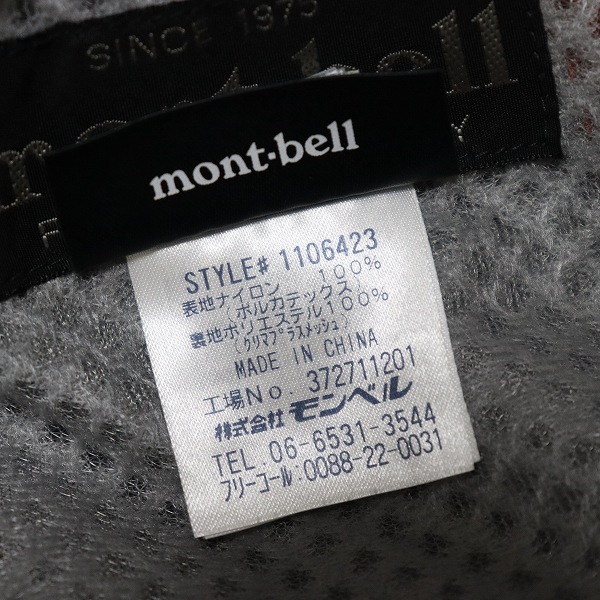 SINCE 1975
mont-bell
mont-bell
STYLE# 1106423
表地ナイロン 100%
(ポルカテックス)
裏地ポリエステル100%
(クリマプラスメッシュ)
MADE IN CHINA
工場No. 372711201
株式会社 モンベル
TEL. 06-6531-3544
フリーコール:0088-22-0031